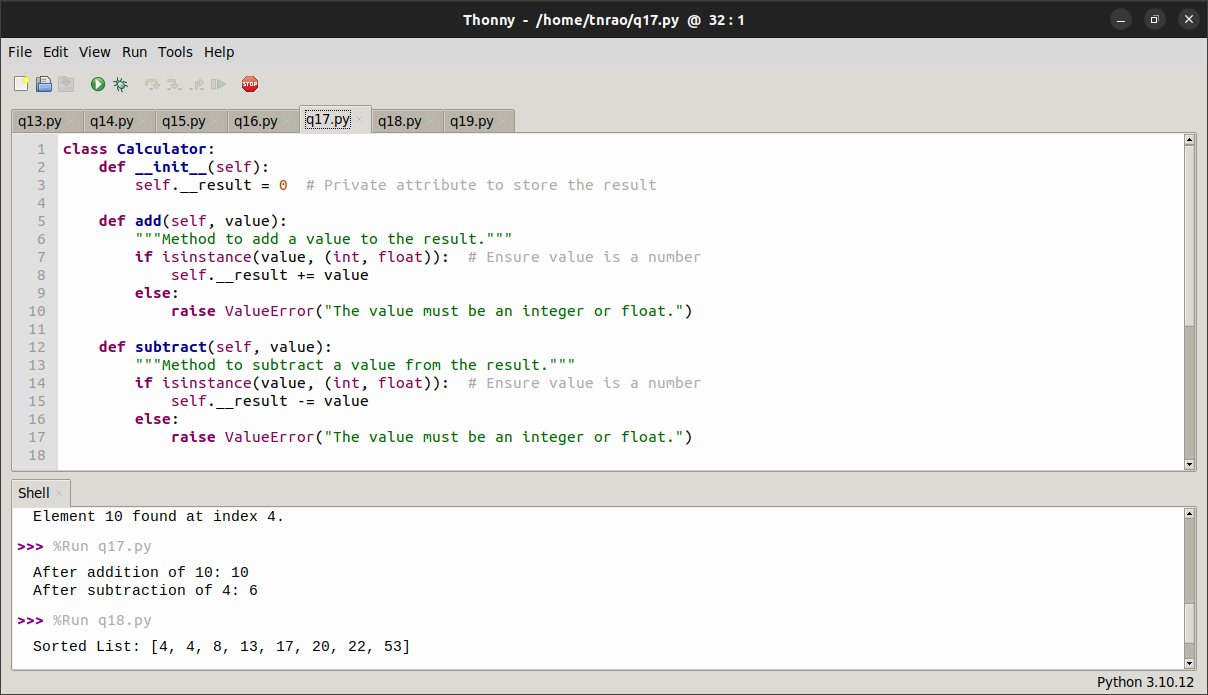 Thonny - /home/tnrao/q17.py @ 32 : 1
File Edit View Run Tools Help
STOP
q13.py q14.py q15.py q16.py q17.py q18.py q19.py
1 class Calculator:
2     def __init__(self):
3         self.__result = 0  # Private attribute to store the result
4
5     def add(self, value):
6         """Method to add a value to the result."""
7         if isinstance(value, (int, float)):  # Ensure value is a number
8             self.__result += value
9         else:
10             raise ValueError("The value must be an integer or float.")
11
12     def subtract(self, value):
13         """Method to subtract a value from the result."""
14         if isinstance(value, (int, float)):  # Ensure value is a number
15             self.__result -= value
16         else:
17             raise ValueError("The value must be an integer or float.")
18
Shell
Element 10 found at index 4.
>>> %Run q17.py
After addition of 10: 10
After subtraction of 4: 6
>>> %Run q18.py
Sorted List: [4, 4, 8, 13, 17, 20, 22, 53]
Python 3.10.12